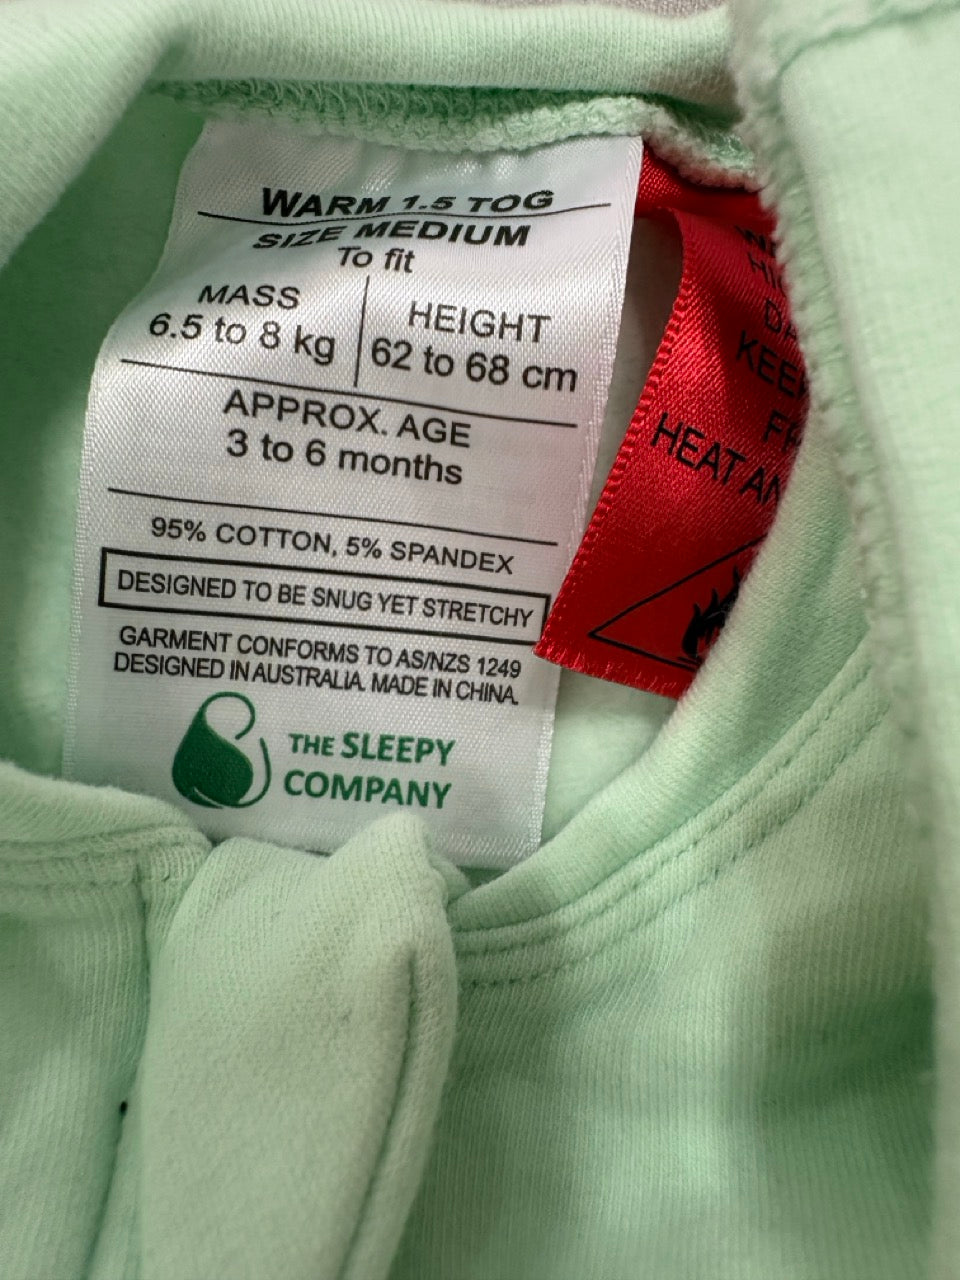 WARM 1.5 TOG
SIZE MEDIUM
To fit
MASS
6.5 to 8 kg
HEIGHT
62 to 68 cm
APPROX. AGE
3 to 6 months
95% COTTON, 5% SPANDEX
DESIGNED TO BE SNUG YET STRETCHY
GARMENT CONFORMS TO AS/NZS 1249
DESIGNED IN AUSTRALIA. MADE IN CHINA.
THE SLEEPY
COMPANY
KEEP
HEAT